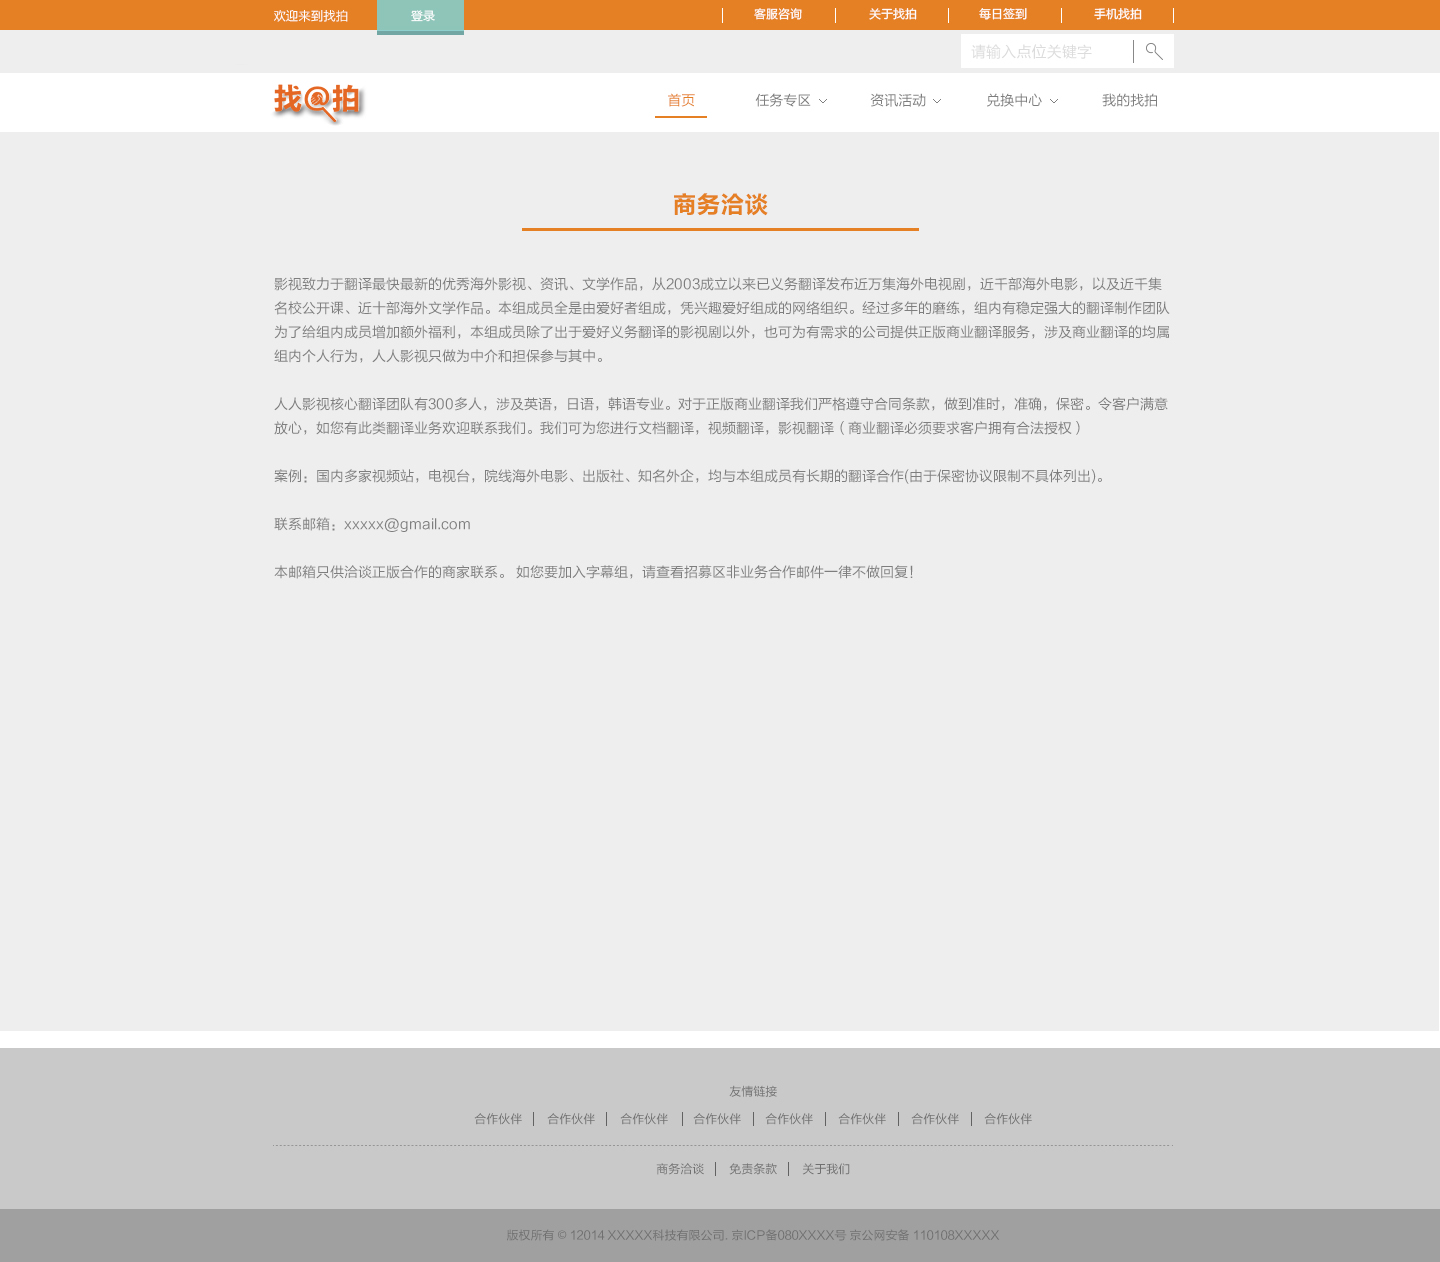 欢迎来到找拍
登录
客服咨询
关于找拍
每日签到
手机找拍
请输入点位关键字
找@拍
首页
任务专区
资讯活动
兑换中心
我的找拍
商务洽谈
影视致力于翻译最快最新的优秀海外影视、资讯、文学作品，从2003成立以来已义务翻译发布近万集海外电视剧，近千部海外电影，以及近千集
名校公开课、近十部海外文学作品。本组成员全是由爱好者组成，凭兴趣爱好组成的网络组织。经过多年的磨练，组内有稳定强大的翻译制作团队
为了给组内成员增加额外福利，本组成员除了出于爱好义务翻译的影视剧以外，也可为有需求的公司提供正版商业翻译服务，涉及商业翻译的均属
组内个人行为，人人影视只做为中介和担保参与其中。
人人影视核心翻译团队有300多人，涉及英语，日语，韩语专业。对于正版商业翻译我们严格遵守合同条款，做到准时，准确，保密。令客户满意
放心，如您有此类翻译业务欢迎联系我们。我们可为您进行文档翻译，视频翻译，影视翻译（商业翻译必须要求客户拥有合法授权）
案例：国内多家视频站，电视台，院线海外电影、出版社、知名外企，均与本组成员有长期的翻译合作(由于保密协议限制不具体列出)。
联系邮箱：xxxxx@gmail.com
本邮箱只供洽谈正版合作的商家联系。 如您要加入字幕组，请查看招募区非业务合作邮件一律不做回复！
友情链接
合作伙伴 合作伙伴 合作伙伴 合作伙伴 合作伙伴 合作伙伴 合作伙伴 合作伙伴
商务洽谈 免责条款 关于我们
版权所有 © 12014 XXXXX科技有限公司. 京ICP备080XXXX号 京公网安备 110108XXXXX